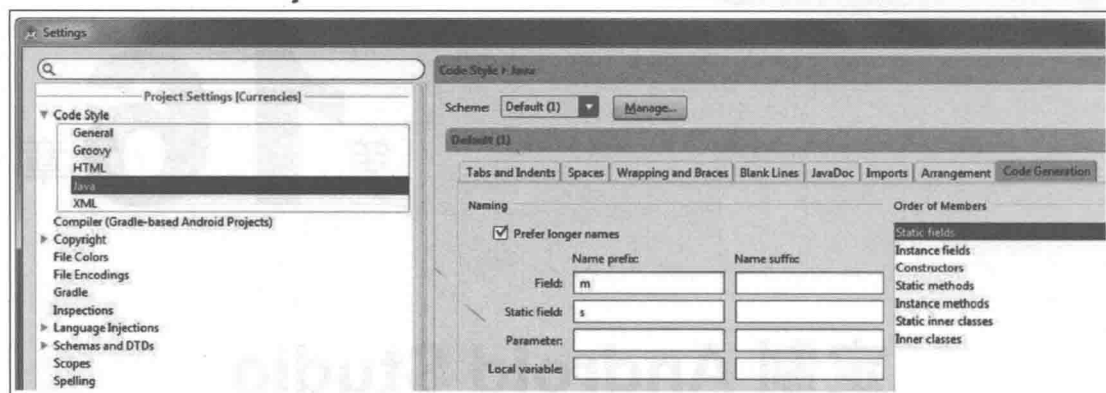 Settings
Project Settings [Currencies]
Code Style
General
Groovy
HTML
Java
XML
Compiler (Gradle-based Android Projects)
Copyright
File Colors
File Encodings
Gradle
Inspections
Language Injections
Schemas and DTDs
Scopes
Spelling
Code Style › Java
Scheme: Default (1) Manage...
Default (1)
Tabs and Indents Spaces Wrapping and Braces Blank Lines JavaDoc Imports Arrangement Code Generation
Naming
Prefer longer names
Name prefix: Name suffix:
Field: m
Static field: s
Parameter:
Local variable:
Order of Members
Static fields
Instance fields
Constructors
Static methods
Instance methods
Static inner classes
Inner classes